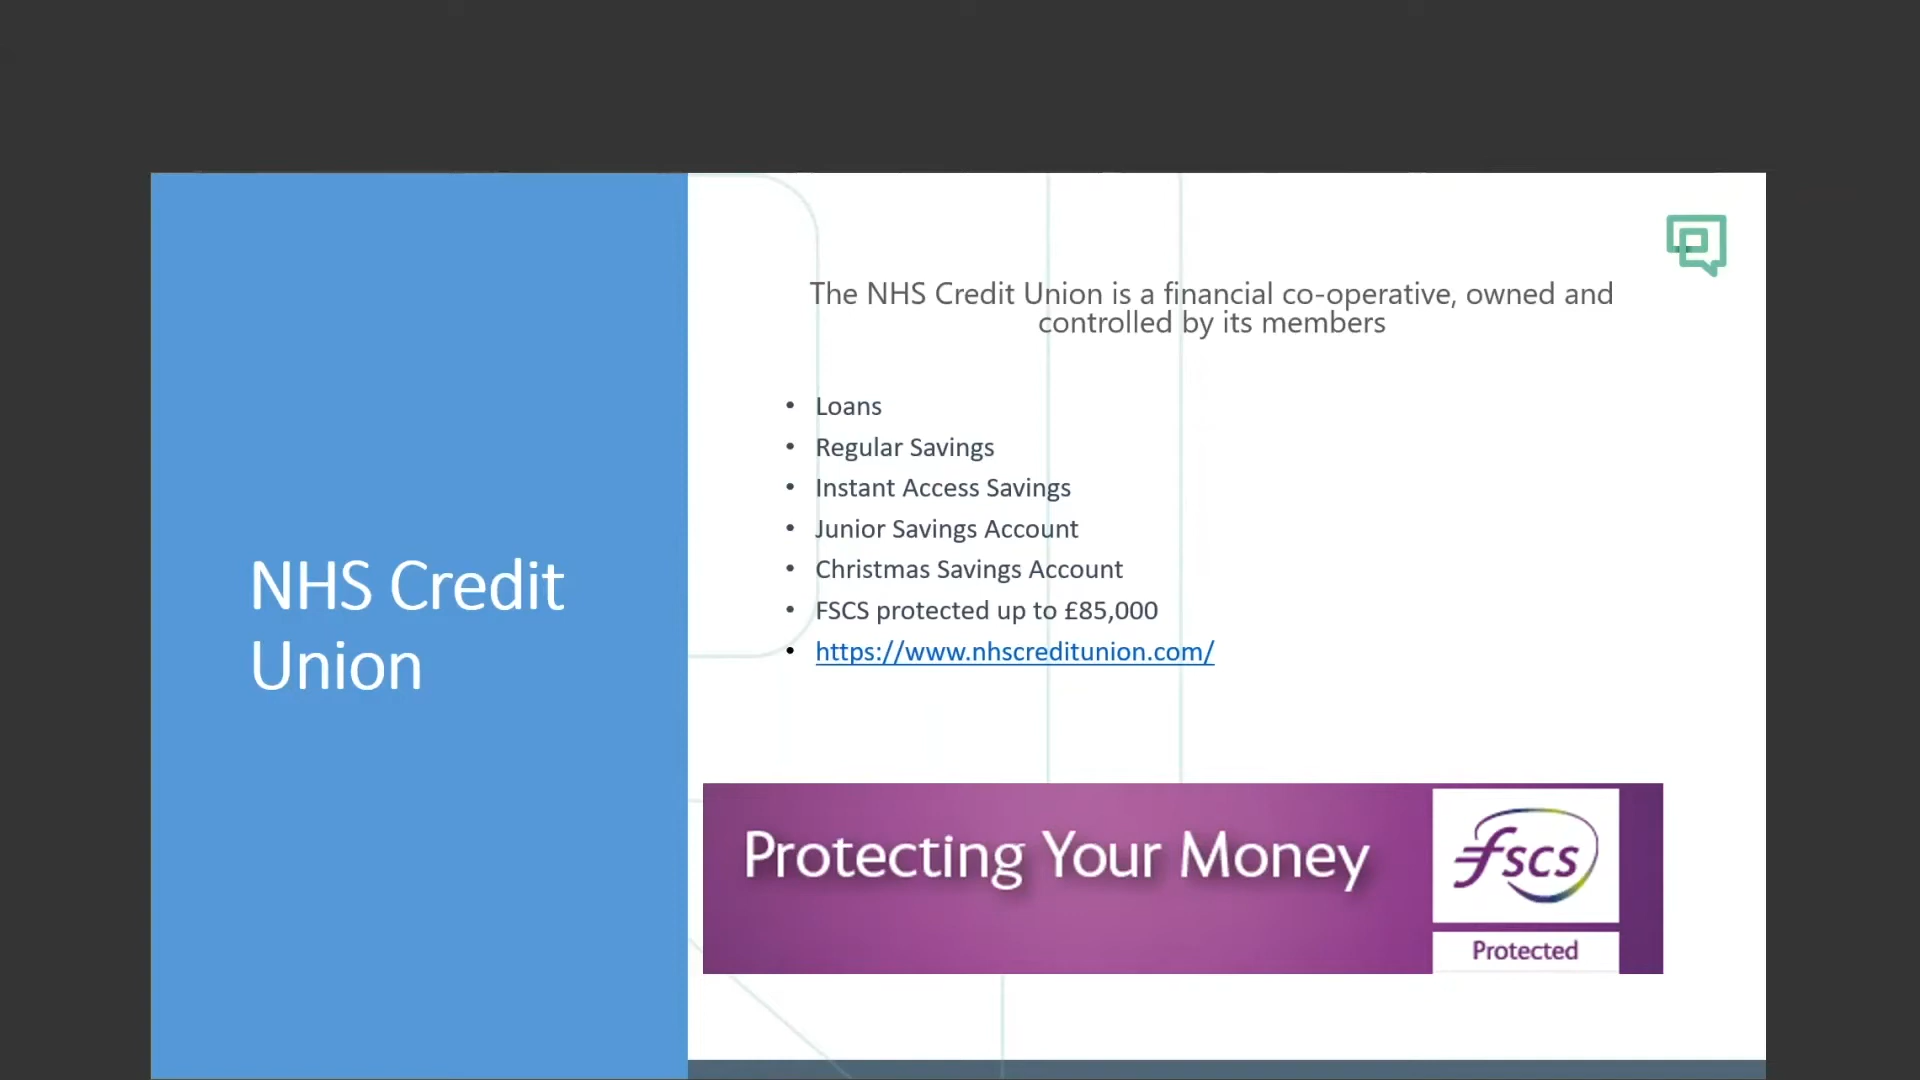 NHS Credit
Union
The NHS Credit Union is a financial co-operative, owned and
controlled by its members
• Loans
• Regular Savings
• Instant Access Savings
• Junior Savings Account
• Christmas Savings Account
• FSCS protected up to £85,000
• https://www.nhscreditunion.com/
Protecting Your Money
fscs
Protected